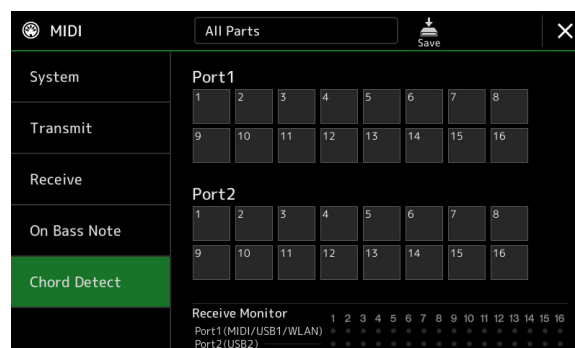 MIDI
All Parts
Save
System
Transmit
Receive
On Bass Note
Chord Detect
Port1
1 2 3 4 5 6 7 8
9 10 11 12 13 14 15 16
Port2
1 2 3 4 5 6 7 8
9 10 11 12 13 14 15 16
Receive Monitor 1 2 3 4 5 6 7 8 9 10 11 12 13 14 15 16
Port1(MIDI/USB1/WLAN)
Port2(USB2)